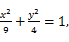 x²/9 + y²/4 = 1,